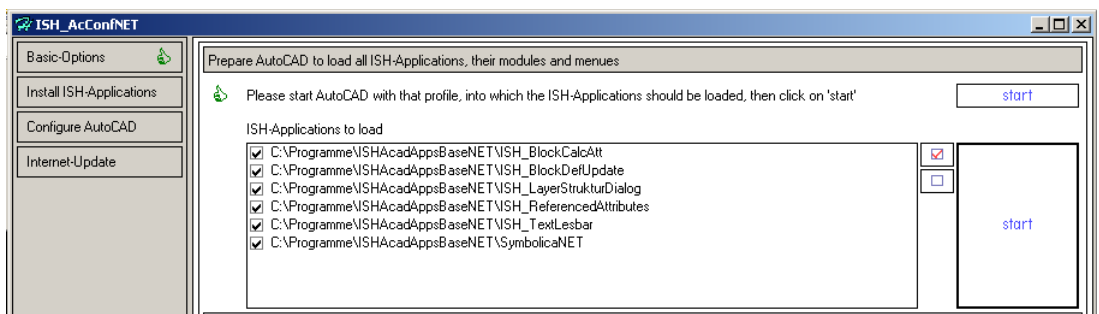 ISH_AcConfNET
Basic-Options
Install ISH-Applications
Configure AutoCAD
Internet-Update
Prepare AutoCAD to load all ISH-Applications, their modules and menues
Please start AutoCAD with that profile, into which the ISH-Applications should be loaded, then click on 'start'
start
ISH-Applications to load
C:\Programme\ISHAcadAppsBaseNET\ISH_BlockCalcAtt
C:\Programme\ISHAcadAppsBaseNET\ISH_BlockDefUpdate
C:\Programme\ISHAcadAppsBaseNET\ISH_LayerStrukturDialog
C:\Programme\ISHAcadAppsBaseNET\ISH_ReferencedAttributes
C:\Programme\ISHAcadAppsBaseNET\ISH_TextLesbar
C:\Programme\ISHAcadAppsBaseNET\SymbolicaNET
start